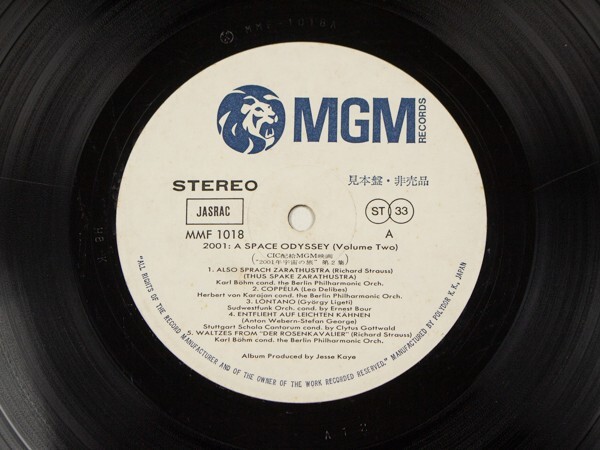 MMF-1018A
MGM
RECORDS
STEREO
見本盤・非売品
JASRAC
ST 33
MMF 1018
A
2001: A SPACE ODYSSEY (Volume Two)
(CIC配給MGM映画
"2001年宇宙の旅" 第2集)
1. ALSO SPRACH ZARATHUSTRA (Richard Strauss)
(THUS SPAKE ZARATHUSTRA)
Karl Böhm cond. the Berlin Philharmonic Orch.
2. COPPELIA (Leo Delibes)
Herbert von Karajan cond. the Berlin Philharmonic Orch.
3. LONTANO (György Ligeti)
Sudwestfunk Orch. cond. by Ernest Bour
4. ENTFLIEHT AUF LEICHTEN KÄHNEN
(Anton Webern-Stefan George)
Stuttgart Schola Cantorum cond. by Clytus Gottwald
5. WALTZES FROM "DER ROSENKAVALIER" (Richard Strauss)
Karl Böhm cond. the Berlin Philharmonic Orch.
Album Produced by Jesse Kaye
"ALL RIGHTS OF THE RECORD MANUFACTURER AND OF THE OWNER OF THE WORK RECORDED RESERVED." MANUFACTURED BY POLYDOR K.K., JAPAN